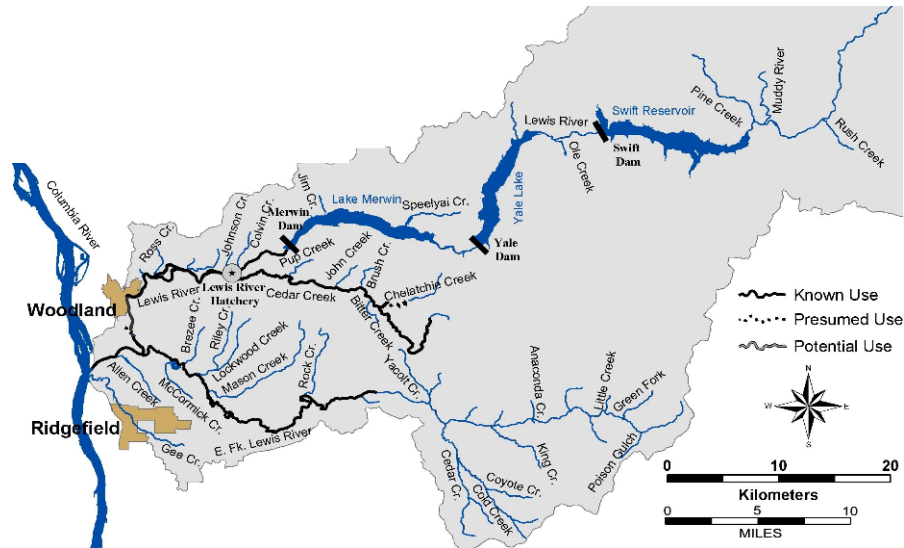 Columbia River
Woodland
Ridgefield
Ross Cr.
Johnson Cr.
Colvin Cr.
Jim Cr.
Merwin
Dam
Lake Merwin
Speelyai Cr.
Yale
Dam
Yale Lake
Lewis River
Ole Creek
Swift Reservoir
Swift
Dam
Pine Creek
Muddy River
Rush Creek
Lewis River
Lewis River
Hatchery
Pup Creek
John Creek
Brush Cr.
Cedar Creek
Chelatchie Creek
Bitter Creek
Brezee Cr.
Riley Cr.
Lockwood Creek
Mason Creek
Rock Cr.
Yacolt Cr.
Allen Creek
McCormick Cr.
Gee Cr.
E. Fk. Lewis River
Anaconda Cr.
Little Creek
Green Fork
King Cr.
Poison Gulch
Cedar Cr.
Coyote Cr.
Cold Creek
Known Use
Presumed Use
Potential Use
N
W
E
S
0 10 20
Kilometers
0 5 10
MILES